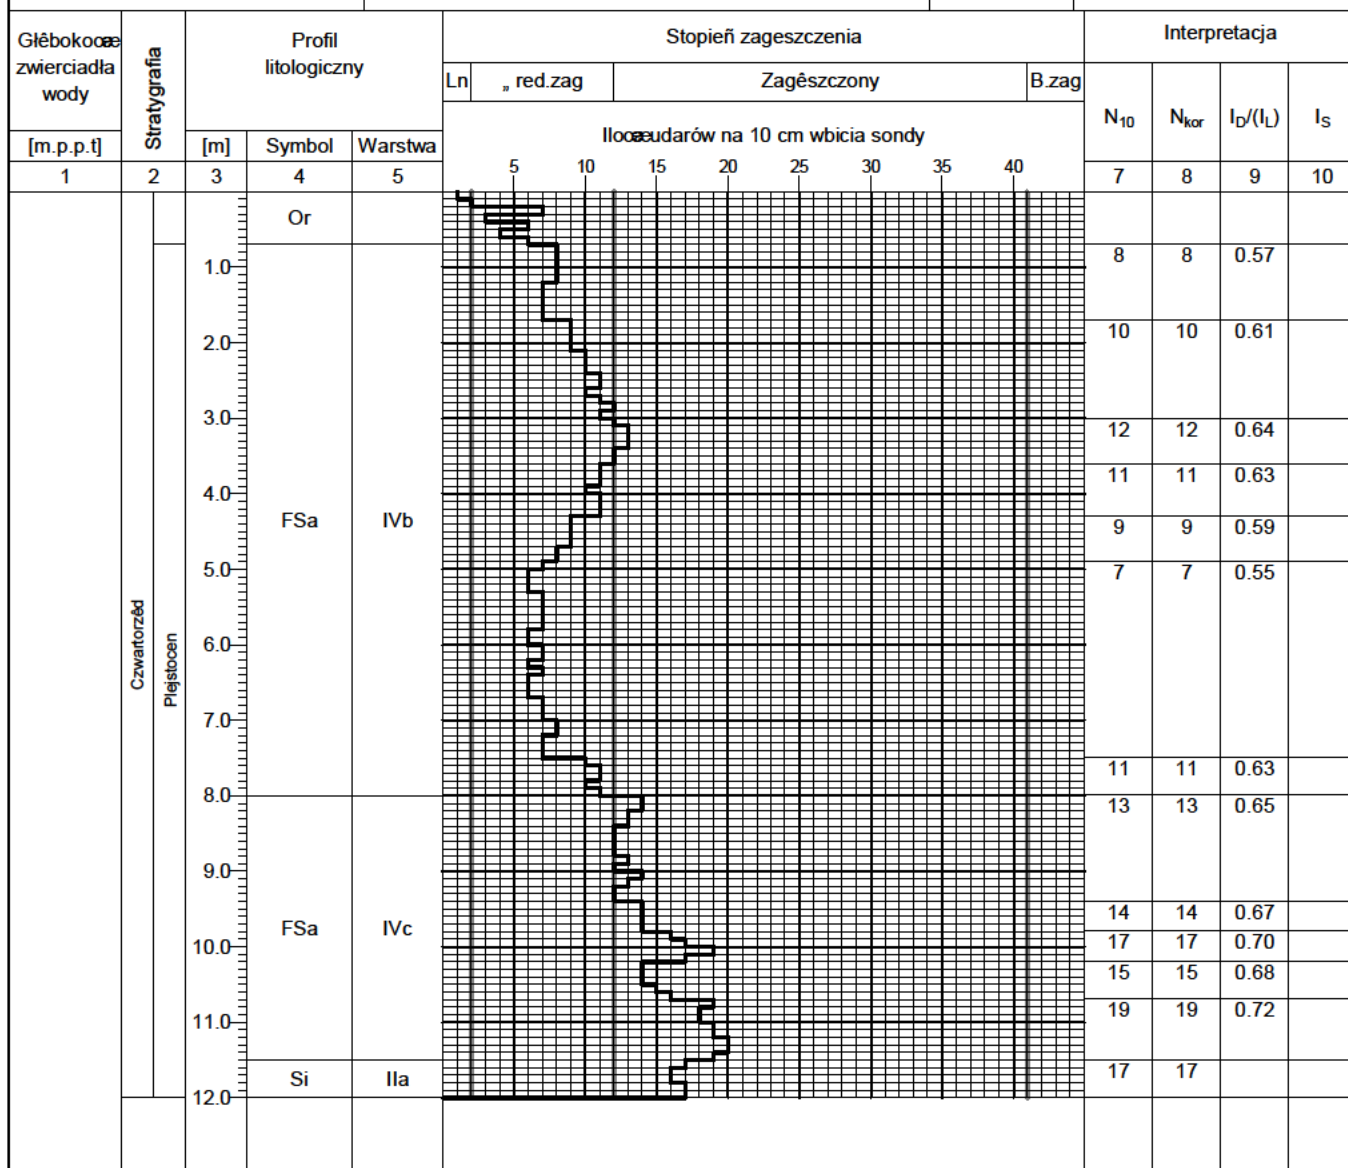 Głêbokoœæ
zwierciadła
wody
Stratygrafia
Profil
litologiczny
Stopień zageszczenia
Interpretacja
Ln
„ red.zag
Zagêszczony
B.zag
N10
Nkor
ID/(IL)
IS
[m.p.p.t]
[m]
Symbol
Warstwa
Iloœæudarów na 10 cm wbicia sondy
5 10 15 20 25 30 35 40
1 2 3 4 5 7 8 9 10
Or
8 8 0.57
1.0
10 10 0.61
2.0
3.0
12 12 0.64
11 11 0.63
4.0
FSa IVb
9 9 0.59
5.0
7 7 0.55
Czwartorzêd
Plejstocen
6.0
7.0
11 11 0.63
8.0
13 13 0.65
9.0
14 14 0.67
FSa IVc
10.0
17 17 0.70
15 15 0.68
19 19 0.72
11.0
17 17
Si IIa
12.0